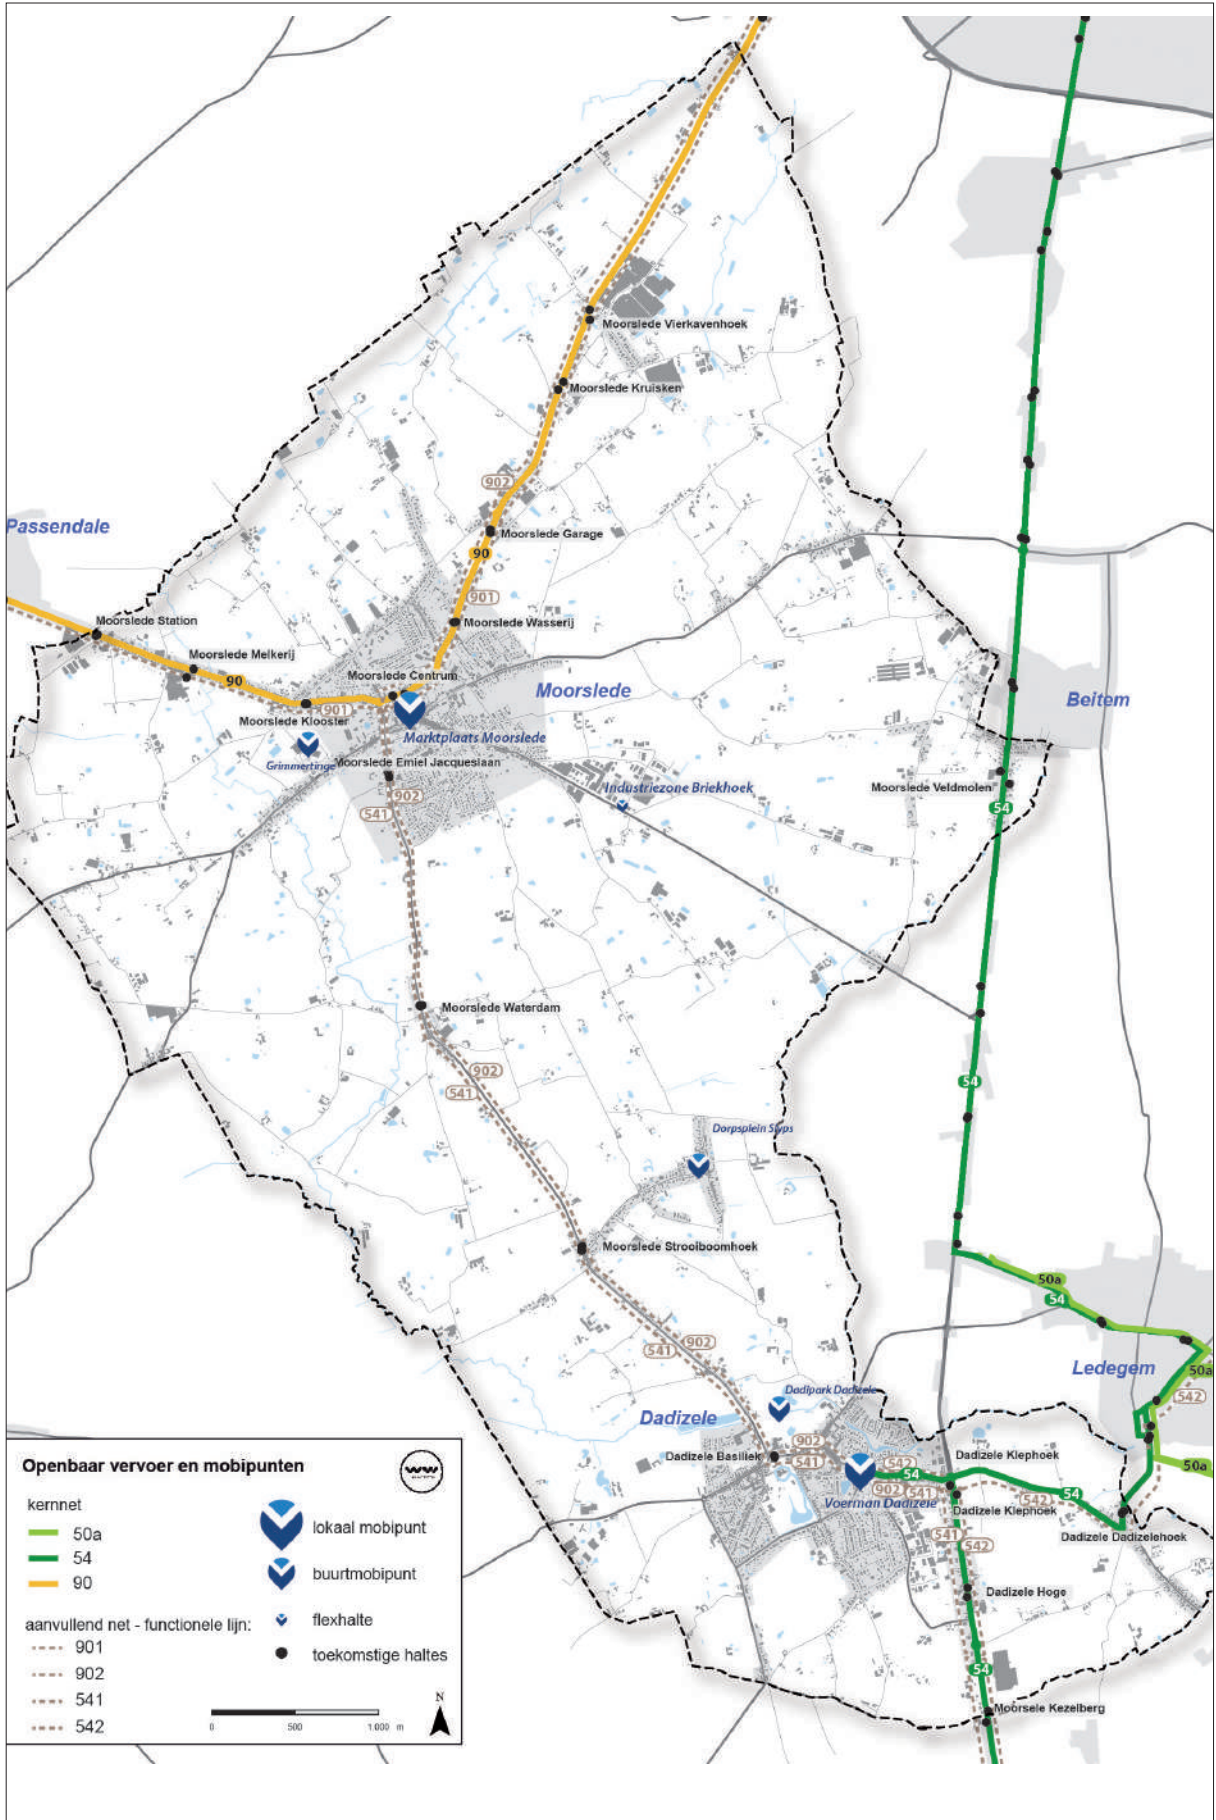 Moorslede Vierkavenhoek
Moorslede Kruisken
902
Passendale
Moorslede Garage
90
901
Moorslede Station
Moorslede Wasserij
Moorslede Melkerij
90
Moorslede Centrum
Moorslede
Beitem
901
Moorslede Klooster
Marktplaats Moorslede
Grimmertinge
Moorslede Emiel Jacqueslaan
Industriezone Briekhoek
Moorslede Veldmolen
902
541
54
Moorslede Waterdam
902
541
54
Dorpsplein Slyps
Moorslede Strooiboomhoek
50a
54
902
541
Ledegem
50a
542
Dadipark Dadizele
Dadizele
902
541
Dadizele Basiliek
542
54
Dadizele Klephoek
50a
902
541
Voerman Dadizele
542
54
Dadizele Klephoek
541
542
Dadizele Dadizelehoek
Dadizele Hoge
54
Moorsele Kezelberg
Openbaar vervoer en mobipunten
kernnet
50a
54
90
lokaal mobipunt
buurtmobipunt
flexhalte
toekomstige haltes
aanvullend net - functionele lijn:
901
902
541
542
N
0 500 1000 m